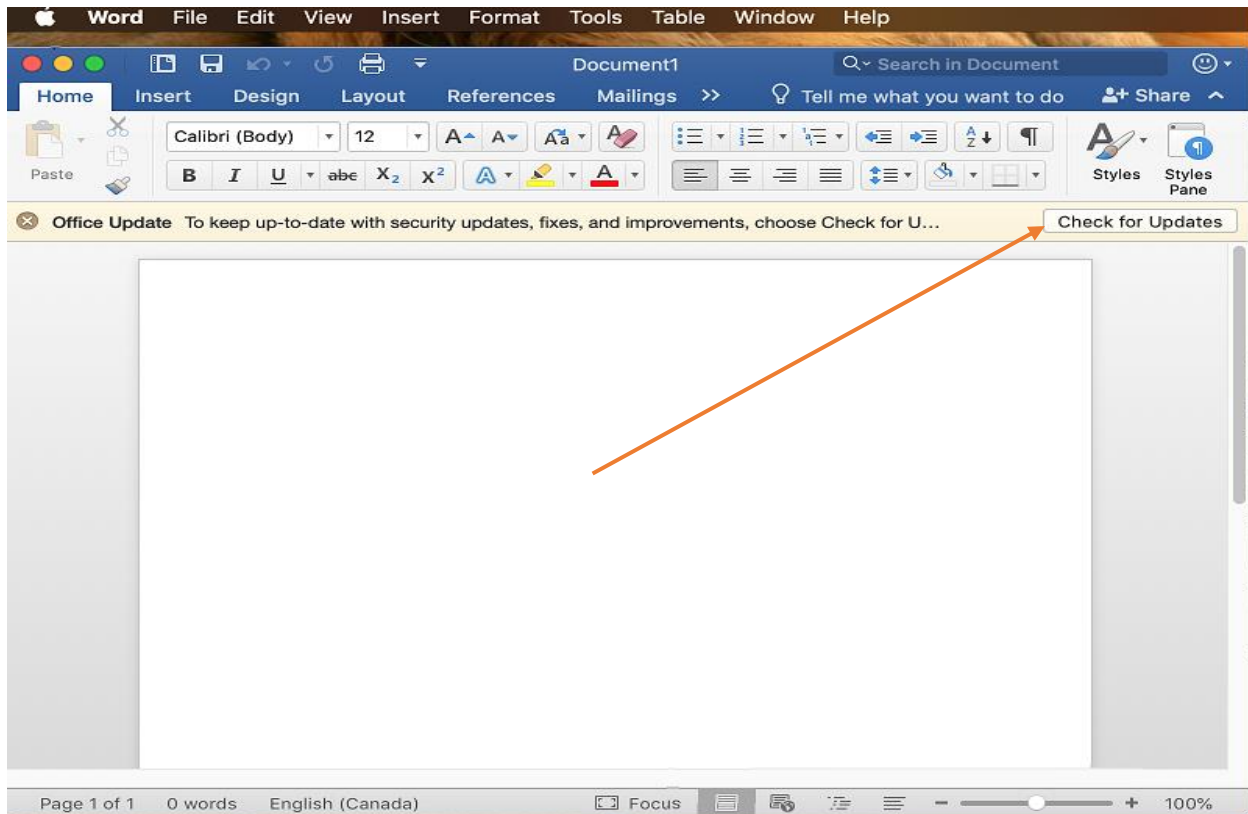 Word File Edit View Insert Format Tools Table Window Help
Document1 Search in Document
Home Insert Design Layout References Mailings >> Tell me what you want to do Share
Paste Calibri (Body) 12 A A Aa A A Z ¶ Styles Styles Pane
B I U abc X₂ X² A A
Office Update To keep up-to-date with security updates, fixes, and improvements, choose Check for U... Check for Updates
Page 1 of 1 0 words English (Canada) Focus 100%